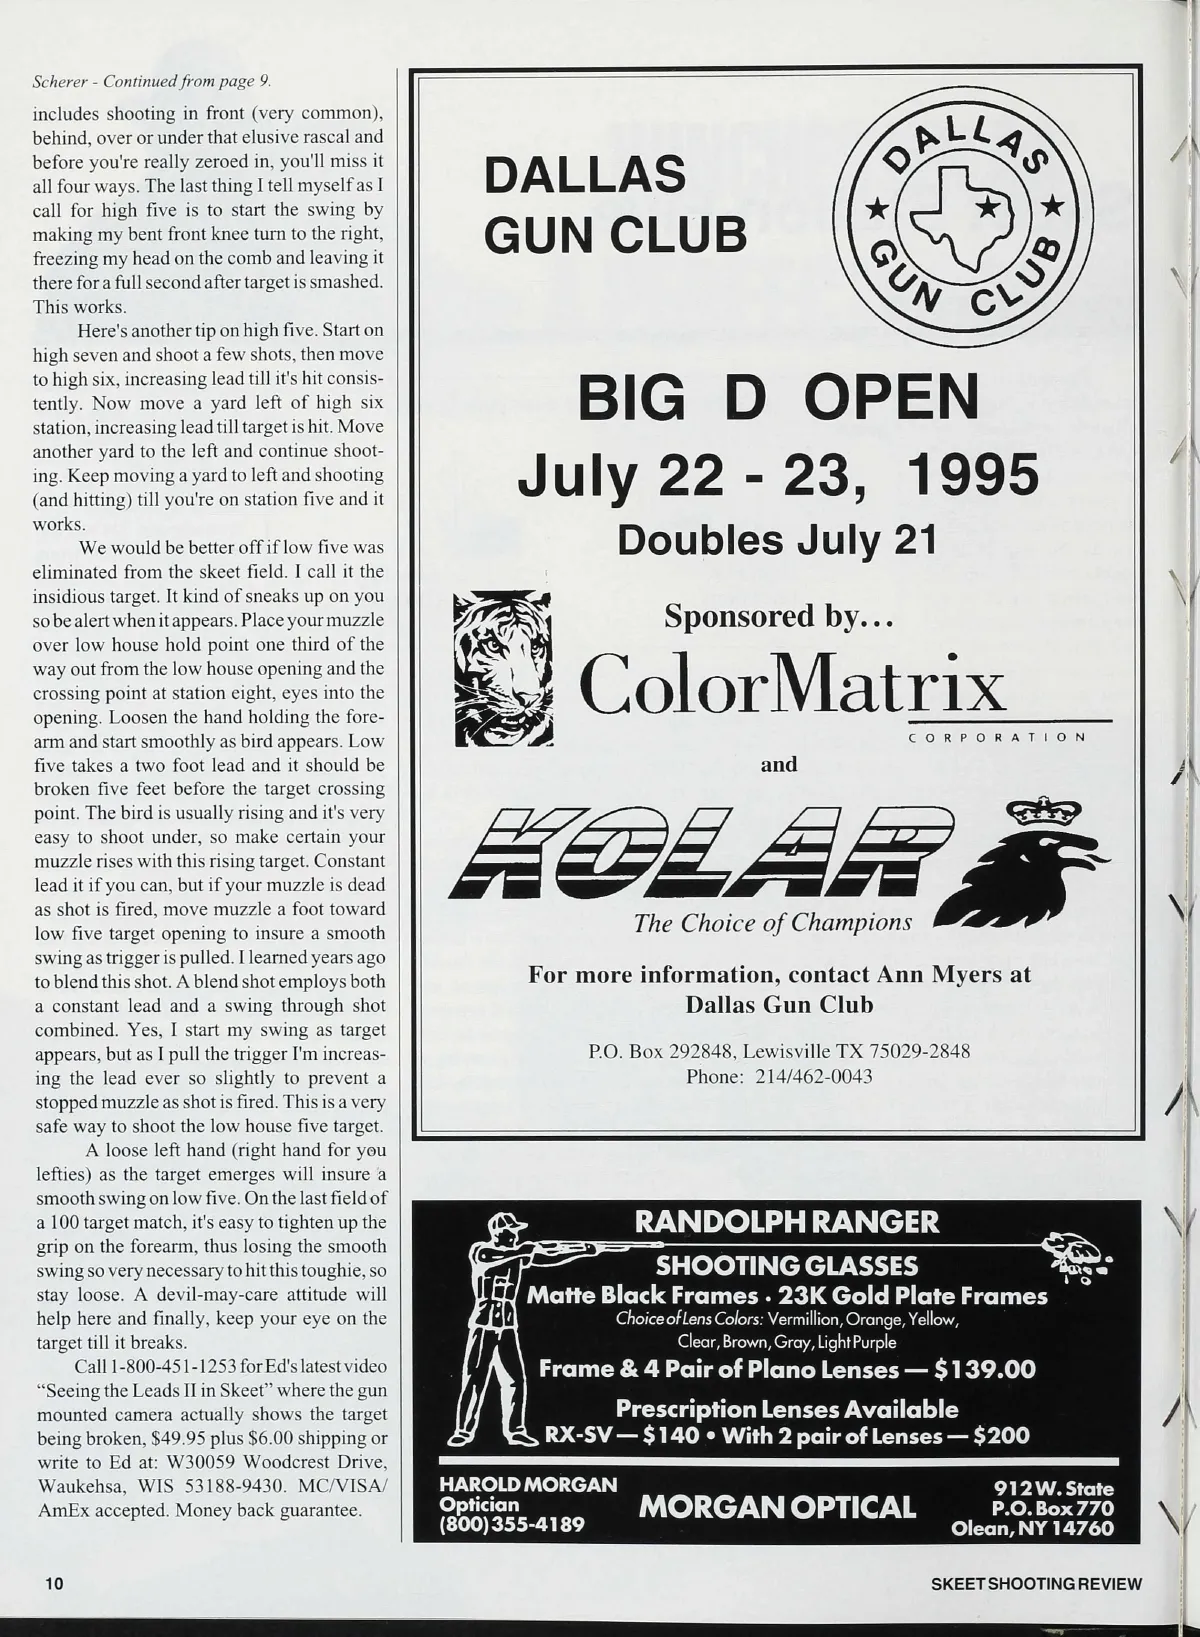 Scherer - Continued from page 9.
includes shooting in front (very common),
behind, over or under that elusive rascal and
before you're really zeroed in, you'll miss it
all four ways. The last thing I tell myself as I
call for high five is to start the swing by
making my bent front knee turn to the right,
freezing my head on the comb and leaving it
there for a full second after target is smashed.
This works.
Here's another tip on high five. Start on
high seven and shoot a few shots, then move
to high six, increasing lead till it's hit consis-
tently. Now move a yard left of high six
station, increasing lead till target is hit. Move
another yard to the left and continue shoot-
ing. Keep moving a yard to left and shooting
(and hitting) till you're on station five and it
works.
We would be better off if low five was
eliminated from the skeet field. I call it the
insidious target. It kind of sneaks up on you
so be alert when it appears. Place your muzzle
over low house hold point one third of the
way out from the low house opening and the
crossing point at station eight, eyes into the
opening. Loosen the hand holding the fore-
arm and start smoothly as bird appears. Low
five takes a two foot lead and it should be
broken five feet before the target crossing
point. The bird is usually rising and it's very
easy to shoot under, so make certain your
muzzle rises with this rising target. Constant
lead it if you can, but if your muzzle is dead
as shot is fired, move muzzle a foot toward
low five target opening to insure a smooth
swing as trigger is pulled. I learned years ago
to blend this shot. A blend shot employs both
a constant lead and a swing through shot
combined. Yes, I start my swing as target
appears, but as I pull the trigger I'm increas-
ing the lead ever so slightly to prevent a
stopped muzzle as shot is fired. This is a very
safe way to shoot the low house five target.
A loose left hand (right hand for you
lefties) as the target emerges will insure a
smooth swing on low five. On the last field of
a 100 target match, it's easy to tighten up the
grip on the forearm, thus losing the smooth
swing so very necessary to hit this toughie, so
stay loose. A devil-may-care attitude will
help here and finally, keep your eye on the
target till it breaks.
Call 1-800-451-1253 for Ed's latest video
“Seeing the Leads II in Skeet” where the gun
mounted camera actually shows the target
being broken, $49.95 plus $6.00 shipping or
write to Ed at: W30059 Woodcrest Drive,
Waukehsa, WIS 53188-9430. MC/VISA/
AmEx accepted. Money back guarantee.
DALLAS
GUN CLUB
DALLAS
GUN CLUB
BIG D OPEN
July 22 - 23, 1995
Doubles July 21
Sponsored by...
ColorMatrix
CORPORATION
and
KOLAR
The Choice of Champions
For more information, contact Ann Myers at
Dallas Gun Club
P.O. Box 292848, Lewisville TX 75029-2848
Phone: 214/462-0043
RANDOLPH RANGER
SHOOTING GLASSES
Matte Black Frames • 23K Gold Plate Frames
Choice of Lens Colors: Vermillion, Orange, Yellow,
Clear, Brown, Gray, Light Purple
Frame & 4 Pair of Plano Lenses — $139.00
Prescription Lenses Available
RX-SV — $140 • With 2 pair of Lenses — $200
HAROLD MORGAN
Optician
(800) 355-4189
MORGAN OPTICAL
912 W. State
P.O. Box 770
Olean, NY 14760
10
SKEET SHOOTING REVIEW